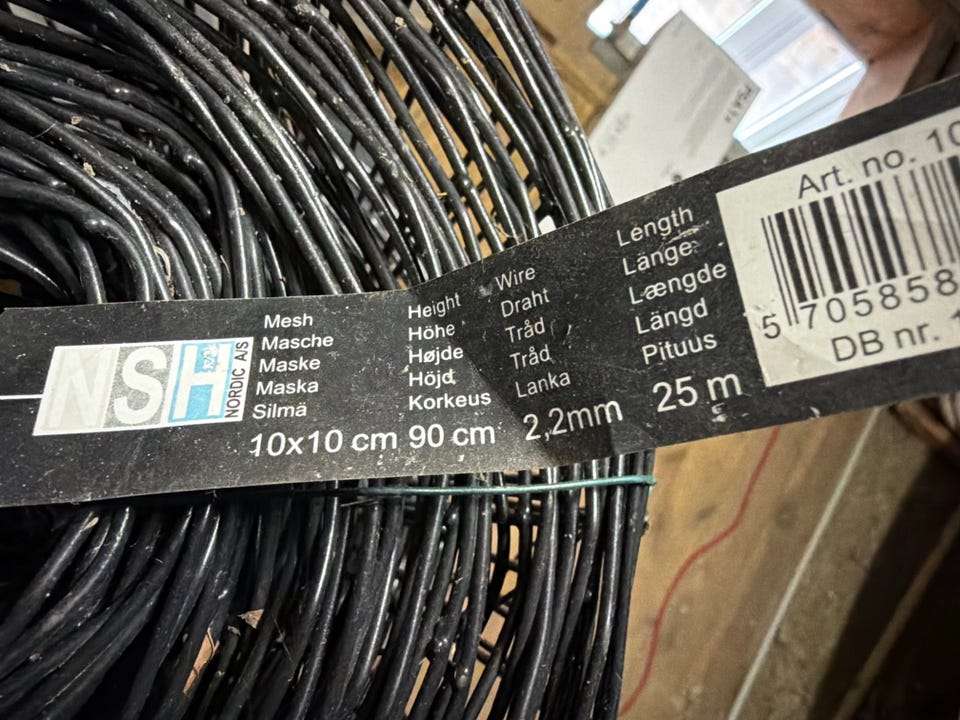 NSH
NORDIC A/S
Mesh
Masche
Maske
Maska
Silmä
10x10 cm
Height
Höhe
Højde
Höjd
Korkeus
90 cm
Wire
Draht
Tråd
Tråd
Lanka
2,2mm
Length
Länge
Længde
Längd
Pituus
25 m
Art. no. 10
5 705858
DB nr. 1